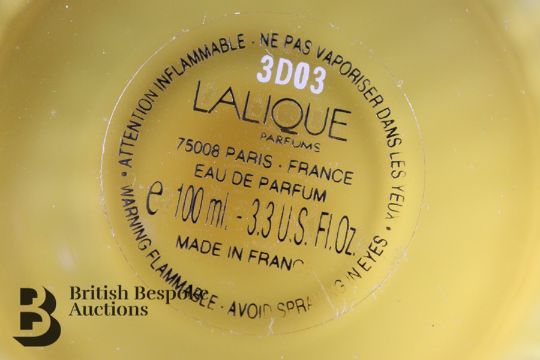 ATTENTION INFLAMMABLE - NE PAS VAPORISER DANS LES YEUX
3D03
LALIQUE
PARFUMS
75008 PARIS - FRANCE
EAU DE PARFUM
e 100 ml. - 3.3 U.S. Fl.Oz.
MADE IN FRANC
• WARNING FLAMMABLE - AVOID SPRA IN EYES •
British Bespoke
Auctions